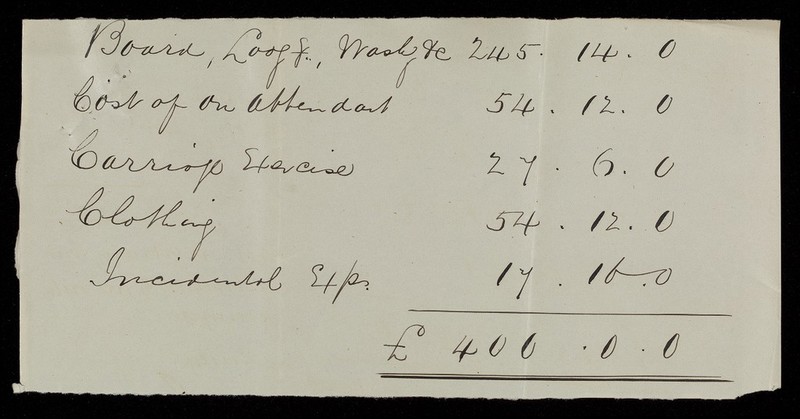 Board, Lodgg., Washg &c 245. 14. 0
Cost of an Attendant 54. 12. 0
Carriage Exercise 27. 6. 0
Clothing 54. 12. 0
Incidental Exps. 17. 16. 0
£ 400 . 0 . 0